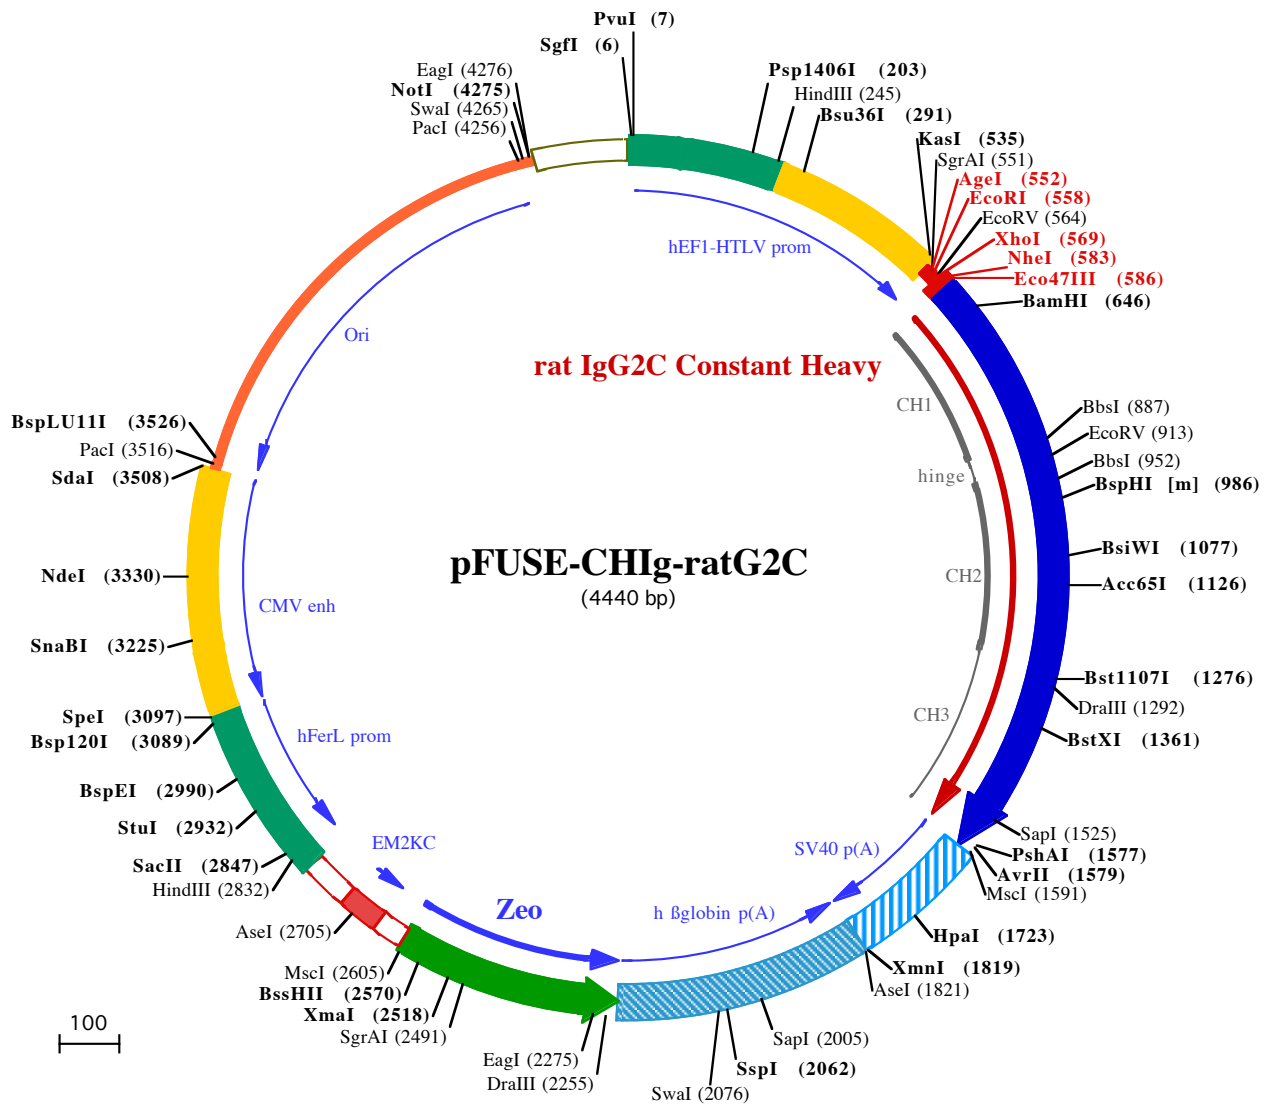 PvuI (7)
SgfI (6)
EagI (4276)
NotI (4275)
SwaI (4265)
PacI (4256)
Psp1406I (203)
HindIII (245)
Bsu36I (291)
KasI (535)
SgrAI (551)
AgeI (552)
EcoRI (558)
EcoRV (564)
XhoI (569)
NheI (583)
Eco47III (586)
BamHI (646)
hEF1-HTLV prom
Ori
rat IgG2C Constant Heavy
CH1
hinge
CH2
CH3
BbsI (887)
EcoRV (913)
BbsI (952)
BspHI [m] (986)
BsiWI (1077)
Acc65I (1126)
Bst1107I (1276)
DraIII (1292)
BstXI (1361)
BspLU11I (3526)
PacI (3516)
SdaI (3508)
NdeI (3330)
SnaBI (3225)
SpeI (3097)
Bsp120I (3089)
BspEI (2990)
StuI (2932)
SacII (2847)
HindIII (2832)
AseI (2705)
pFUSE-CHIg-ratG2C
(4440 bp)
CMV enh
hFerL prom
EM2KC
Zeo
h ßglobin p(A)
SV40 p(A)
SapI (1525)
PshAI (1577)
AvrII (1579)
MscI (1591)
HpaI (1723)
XmnI (1819)
AseI (1821)
MscI (2605)
BssHII (2570)
XmaI (2518)
SgrAI (2491)
EagI (2275)
DraIII (2255)
SapI (2005)
SspI (2062)
SwaI (2076)
100